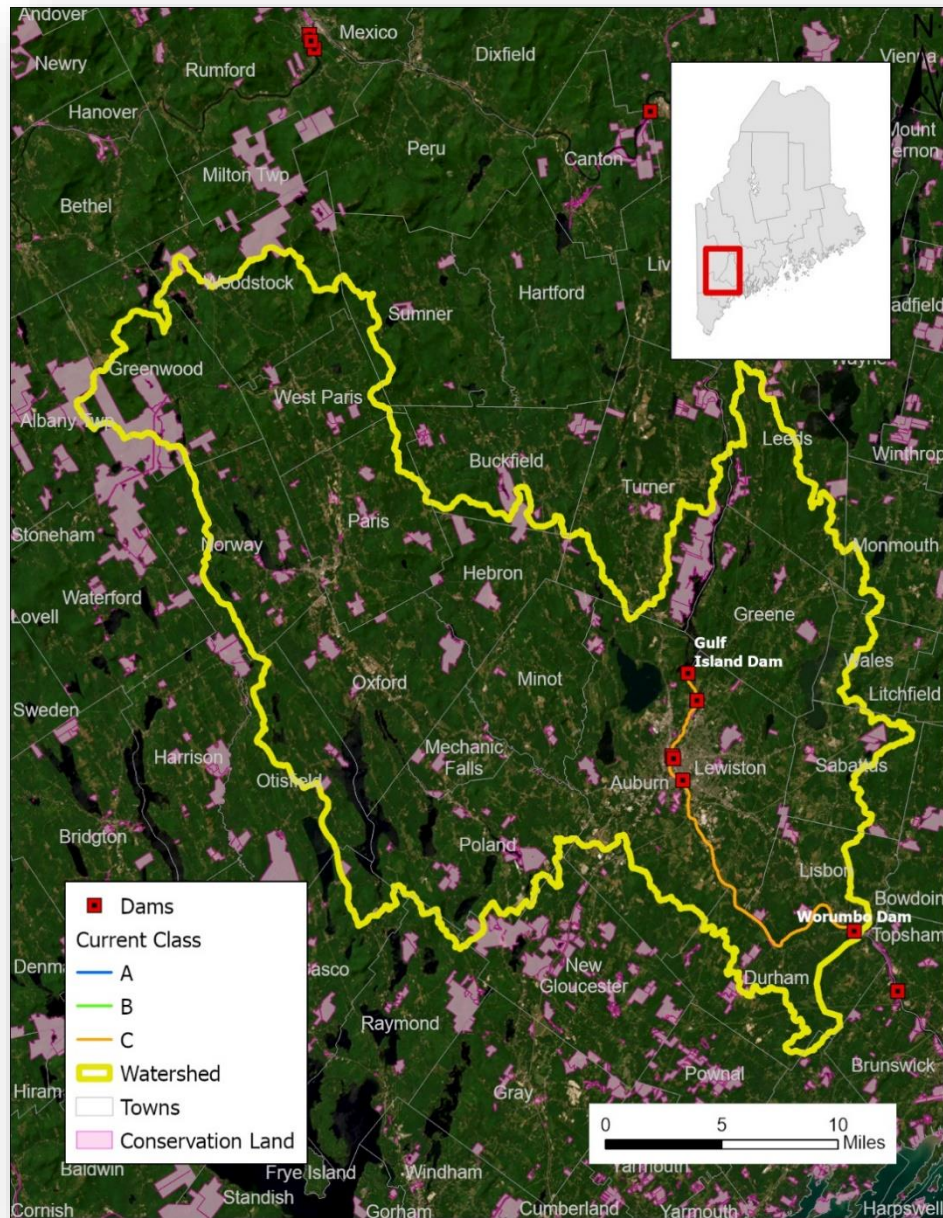 Andover
Mexico
Dixfield
Vienna
N
Newry
Rumford
Hanover
Peru
Canton
Mount
Milton Twp
Bethel
Woodstock
Hartford
Sumner
Greenwood
West Paris
Albany Twp
Leeds
Winthrop
Buckfield
Turner
Paris
Stoneham
Norway
Monmouth
Hebron
Waterford
Lovell
Greene
Gulf
Island Dam
Wales
Oxford
Minot
Litchfield
Sweden
Harrison
Mechanic
Falls
Auburn
Lewiston
Sabattus
Otisfield
Bridgton
Poland
Lisbon
Bowdoin
Worumbo Dam
Topsham
Dams
Current Class
A
B
C
Watershed
Towns
Conservation Land
New
Gloucester
Durham
Raymond
Brunswick
Pownal
Hiram
Gray
0 5 10
Miles
Baldwin
Frye Island
Windham
Yarmouth
Standish
Cornish
Gorham
Cumberland
Yarmouth
Harpswell